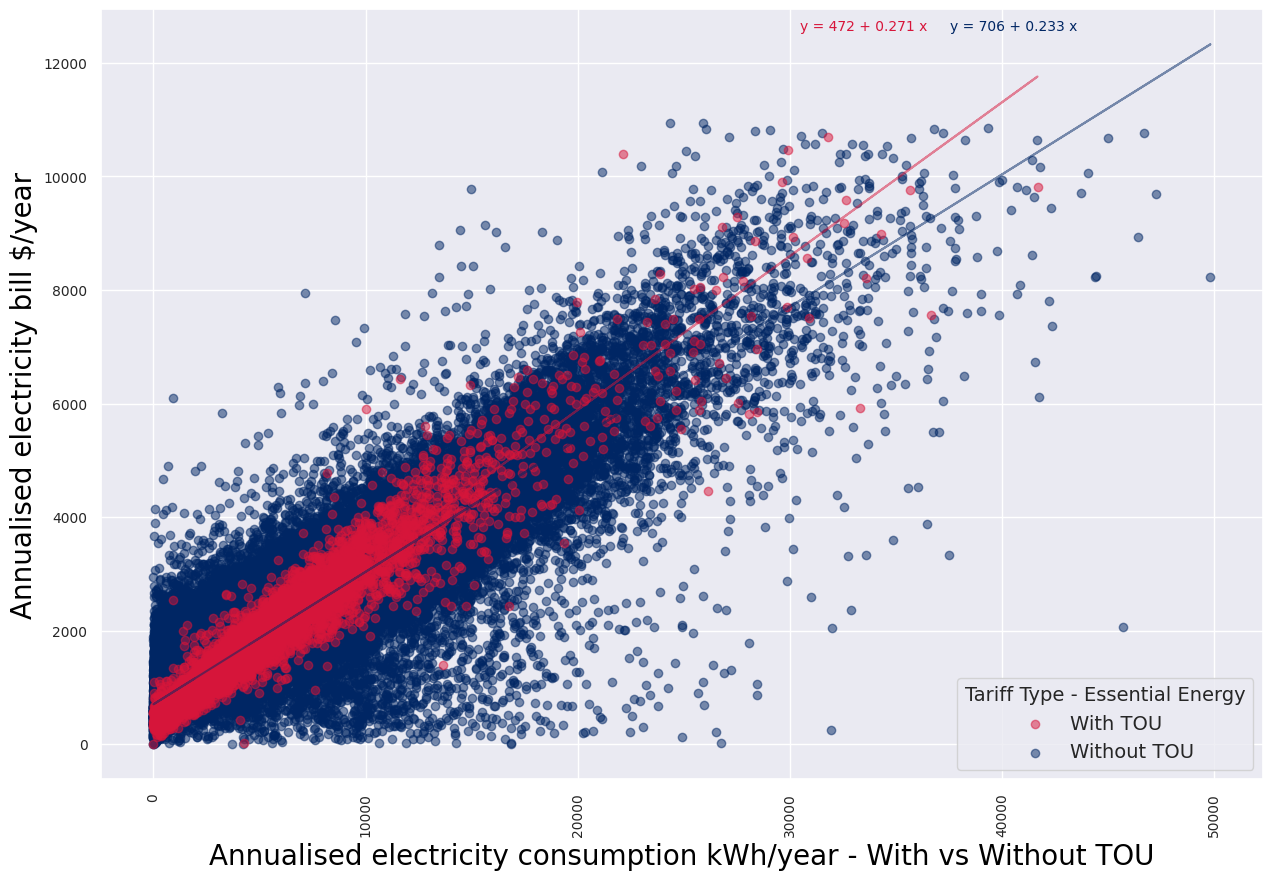 y = 472 + 0.271 x
y = 706 + 0.233 x
Annualised electricity bill $/year
12000
10000
8000
6000
4000
2000
0
Tariff Type - Essential Energy
With TOU
Without TOU
0
10000
20000
30000
40000
50000
Annualised electricity consumption kWh/year - With vs Without TOU